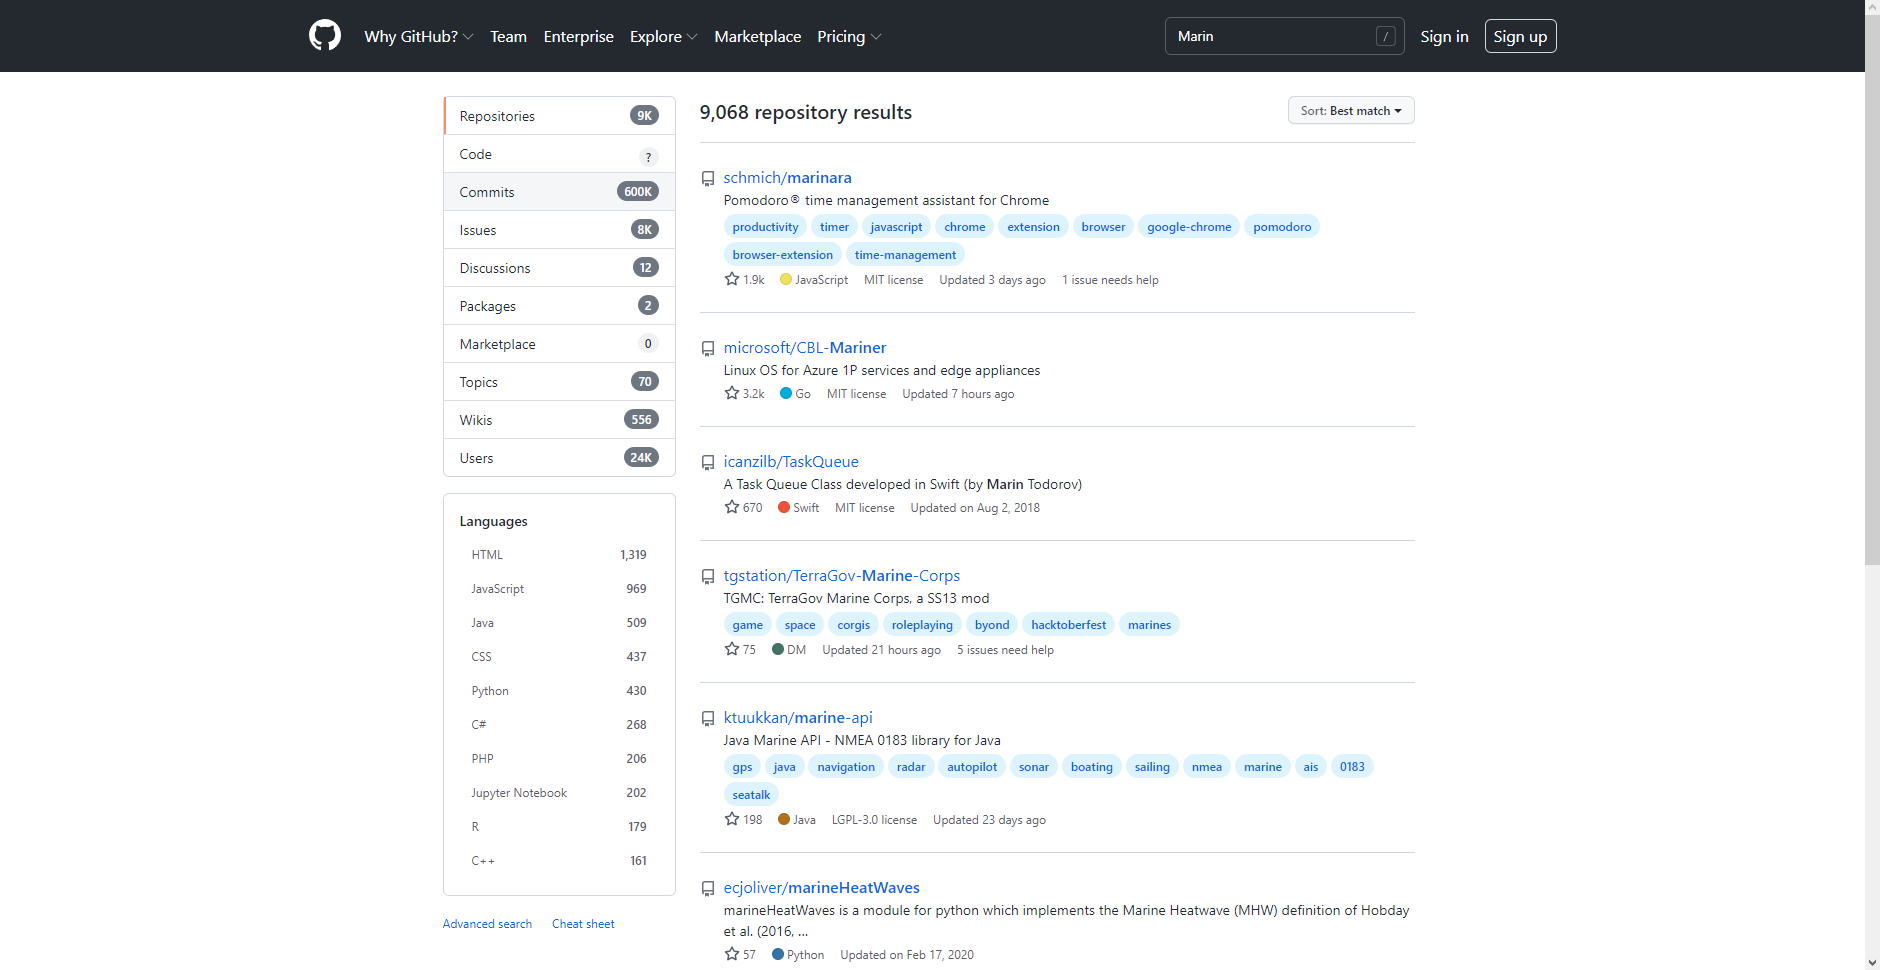 Why GitHub? Team Enterprise Explore Marketplace Pricing Marin / Sign in Sign up
Repositories 9K
Code ?
Commits 600K
Issues 8K
Discussions 12
Packages 2
Marketplace 0
Topics 70
Wikis 556
Users 24K
Languages
HTML 1,319
JavaScript 969
Java 509
CSS 437
Python 430
C# 268
PHP 206
Jupyter Notebook 202
R 179
C++ 161
Advanced search Cheat sheet
9,068 repository results Sort: Best match
schmich/marinara
Pomodoro® time management assistant for Chrome
productivity timer javascript chrome extension browser google-chrome pomodoro
browser-extension time-management
1.9k JavaScript MIT license Updated 3 days ago 1 issue needs help
microsoft/CBL-Mariner
Linux OS for Azure 1P services and edge appliances
3.2k Go MIT license Updated 7 hours ago
icanzilb/TaskQueue
A Task Queue Class developed in Swift (by Marin Todorov)
670 Swift MIT license Updated on Aug 2, 2018
tgstation/TerraGov-Marine-Corps
TGMC: TerraGov Marine Corps, a SS13 mod
game space corgis roleplaying byond hacktoberfest marines
75 DM Updated 21 hours ago 5 issues need help
ktuukkan/marine-api
Java Marine API - NMEA 0183 library for Java
gps java navigation radar autopilot sonar boating sailing nmea marine ais 0183
seatalk
198 Java LGPL-3.0 license Updated 23 days ago
ecjoliver/marineHeatWaves
marineHeatWaves is a module for python which implements the Marine Heatwave (MHW) definition of Hobday
et al. (2016, ...
57 Python Updated on Feb 17, 2020